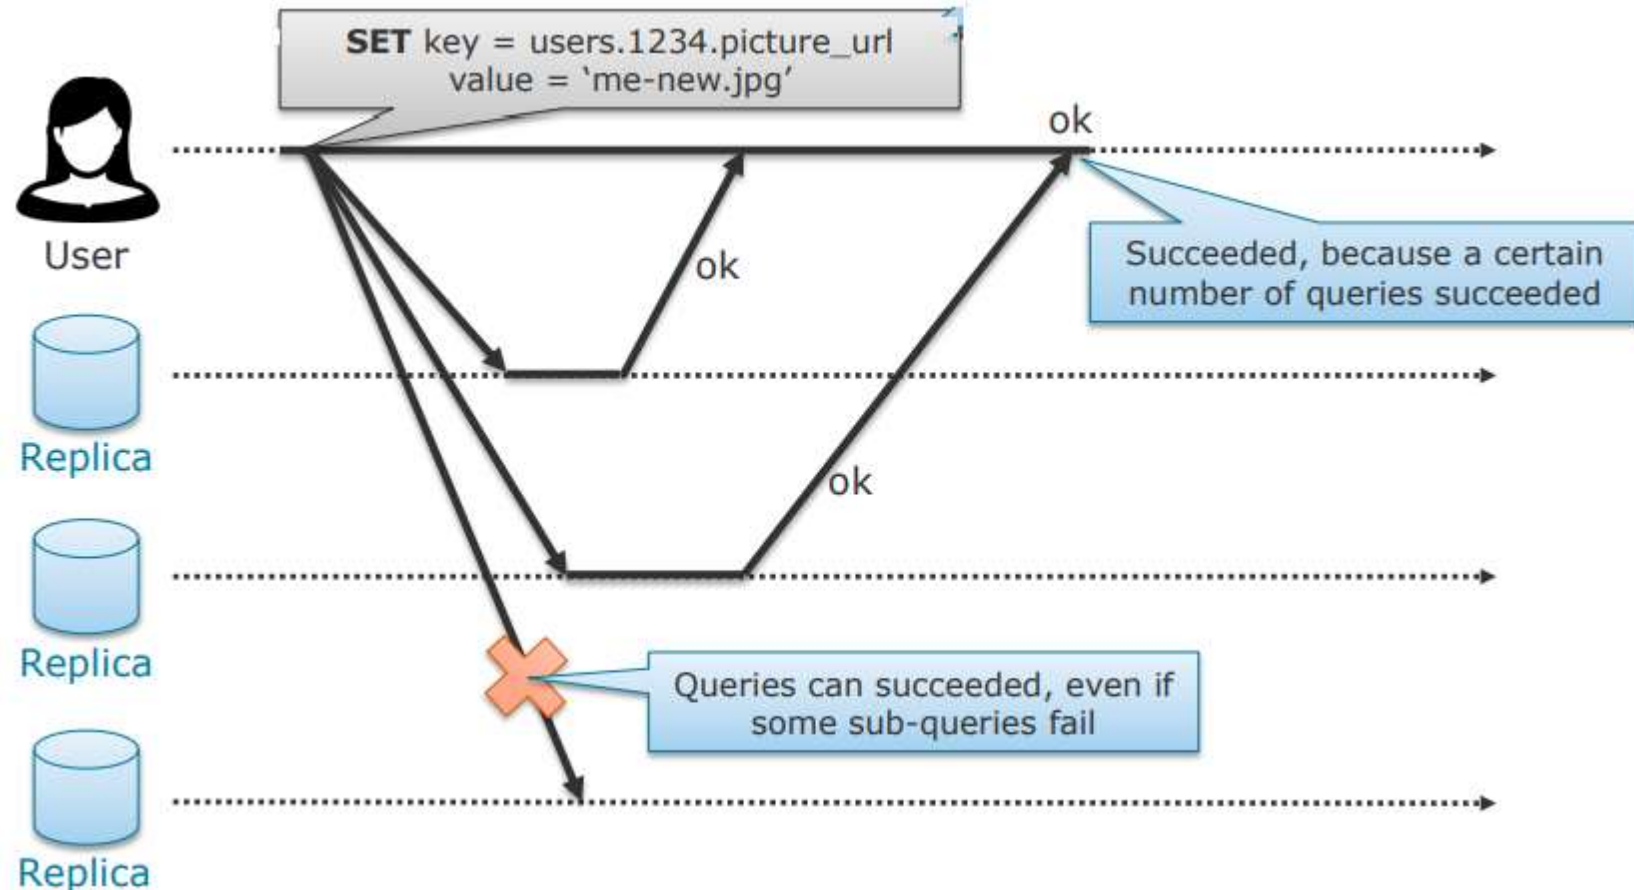 SET key = users.1234.picture_url
value = ‘me-new.jpg’
ok
User
ok
Succeeded, because a certain
number of queries succeeded
Replica
ok
Replica
Queries can succeeded, even if
some sub-queries fail
Replica